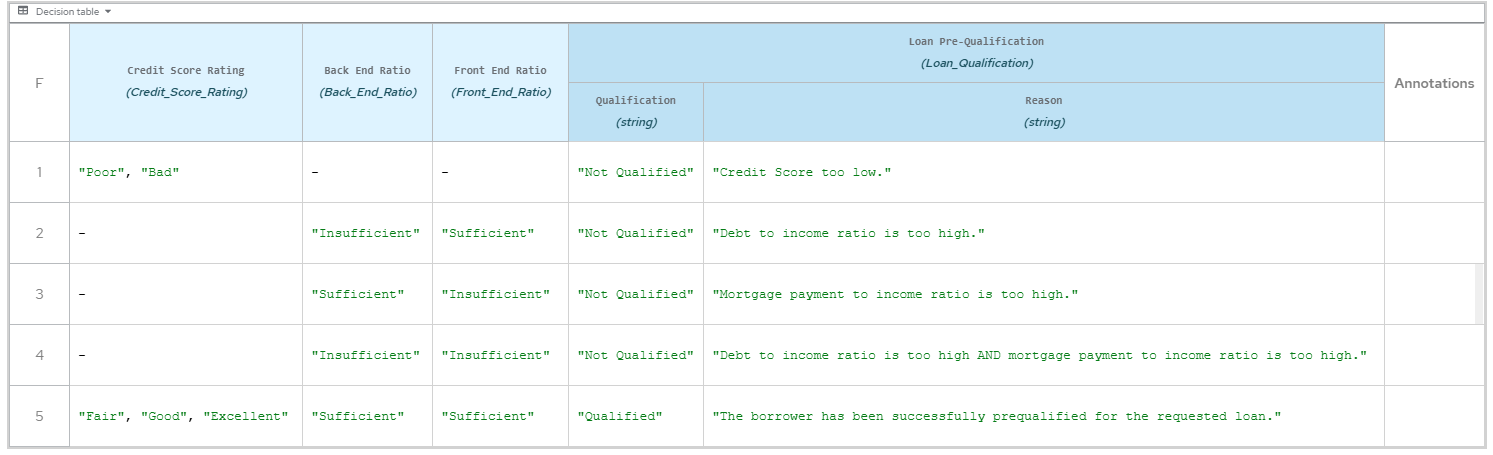 Decision table
F
Credit Score Rating
(Credit_Score_Rating)
Back End Ratio
(Back_End_Ratio)
Front End Ratio
(Front_End_Ratio)
Loan Pre-Qualification
(Loan_Qualification)
Qualification
(string)
Reason
(string)
Annotations
1 "Poor", "Bad" - - "Not Qualified" "Credit Score too low."
2 - "Insufficient" "Sufficient" "Not Qualified" "Debt to income ratio is too high."
3 - "Sufficient" "Insufficient" "Not Qualified" "Mortgage payment to income ratio is too high."
4 - "Insufficient" "Insufficient" "Not Qualified" "Debt to income ratio is too high AND mortgage payment to income ratio is too high."
5 "Fair", "Good", "Excellent" "Sufficient" "Sufficient" "Qualified" "The borrower has been successfully prequalified for the requested loan."